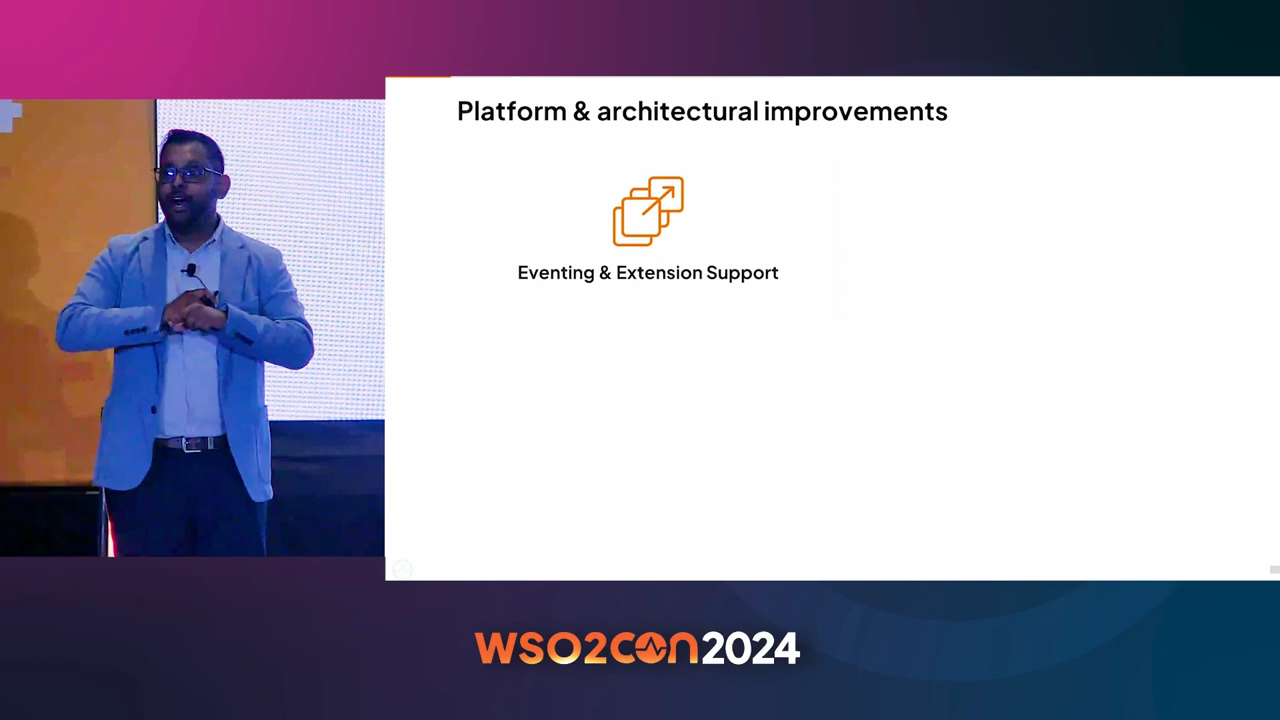 Platform & architectural improvements
Eventing & Extension Support
WSO2CON2024